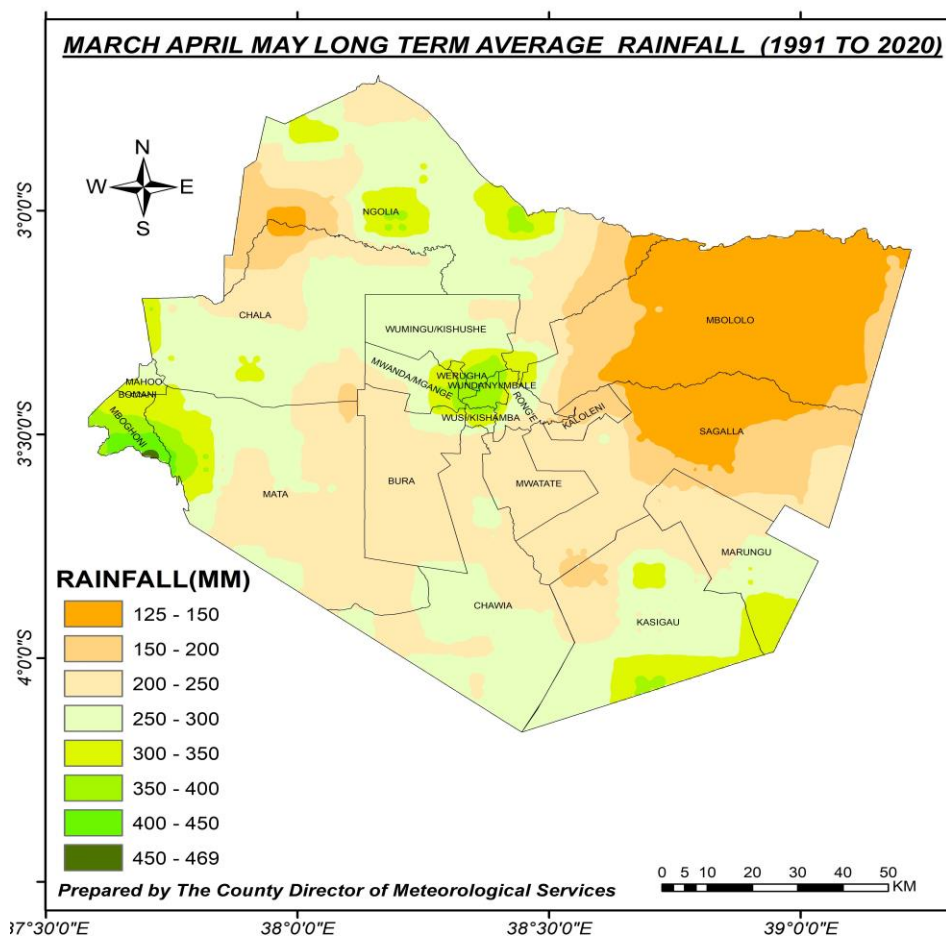 MARCH APRIL MAY LONG TERM AVERAGE RAINFALL (1991 TO 2020)
N
W E
S
3°0'0"S
3°30'0"S
4°0'0"S
NGOLIA
CHALA
MBOLOLO
WUMINGU/KISHUSHE
MWANDA/MGANGE
WERUGHA
WUNDANYI/MBALE
MAHOO
BOMANI
MBOGHONI
RONG'E
WUSI/KISHAMBA
KALOLENI
SAGALLA
MATA
BURA
MWATATE
MARUNGU
CHAWIA
KASIGAU
RAINFALL(MM)
125 - 150
150 - 200
200 - 250
250 - 300
300 - 350
350 - 400
400 - 450
450 - 469
Prepared by The County Director of Meteorological Services
0 5 10 20 30 40 50
KM
37°30'0"E 38°0'0"E 38°30'0"E 39°0'0"E